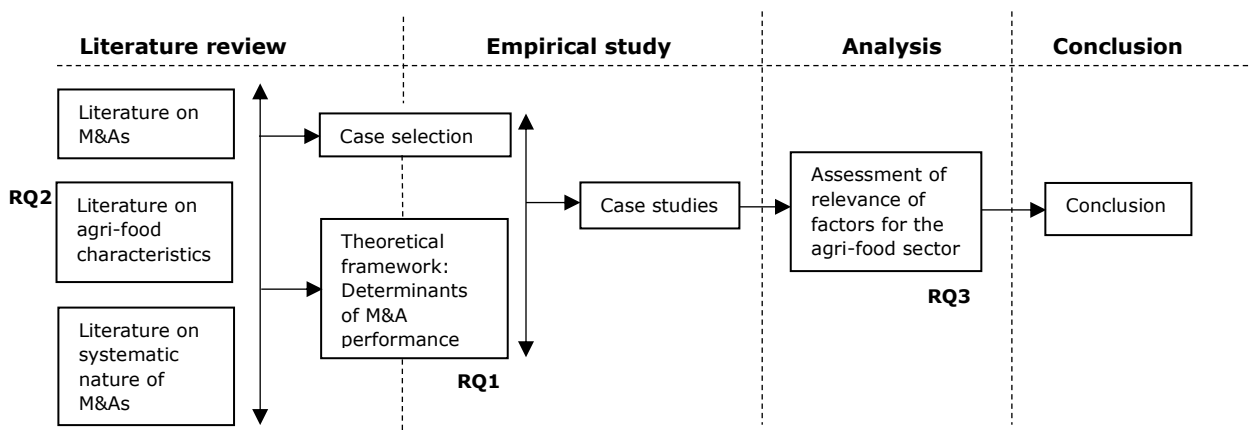 Literature review
Empirical study
Analysis
Conclusion
Literature on
M&As
RQ2
Literature on
agri-food
characteristics
Literature on
systematic
nature of
M&As
Case selection
Theoretical
framework:
Determinants
of M&A
performance
RQ1
Case studies
Assessment of
relevance of
factors for the
agri-food sector
RQ3
Conclusion